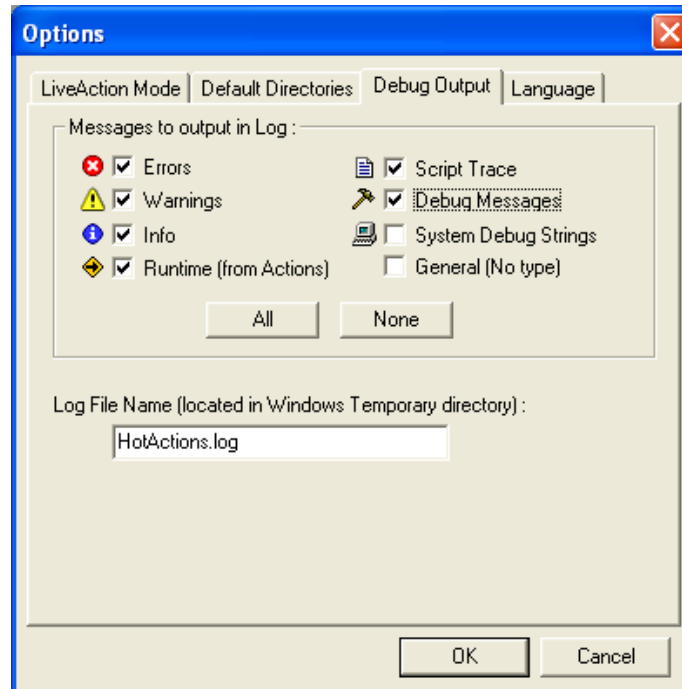 Options
LiveAction Mode Default Directories Debug Output Language
Messages to output in Log :
Errors Script Trace
Warnings Debug Messages
Info System Debug Strings
Runtime (from Actions) General (No type)
All None
Log File Name (located in Windows Temporary directory) :
HotActions.log
OK Cancel